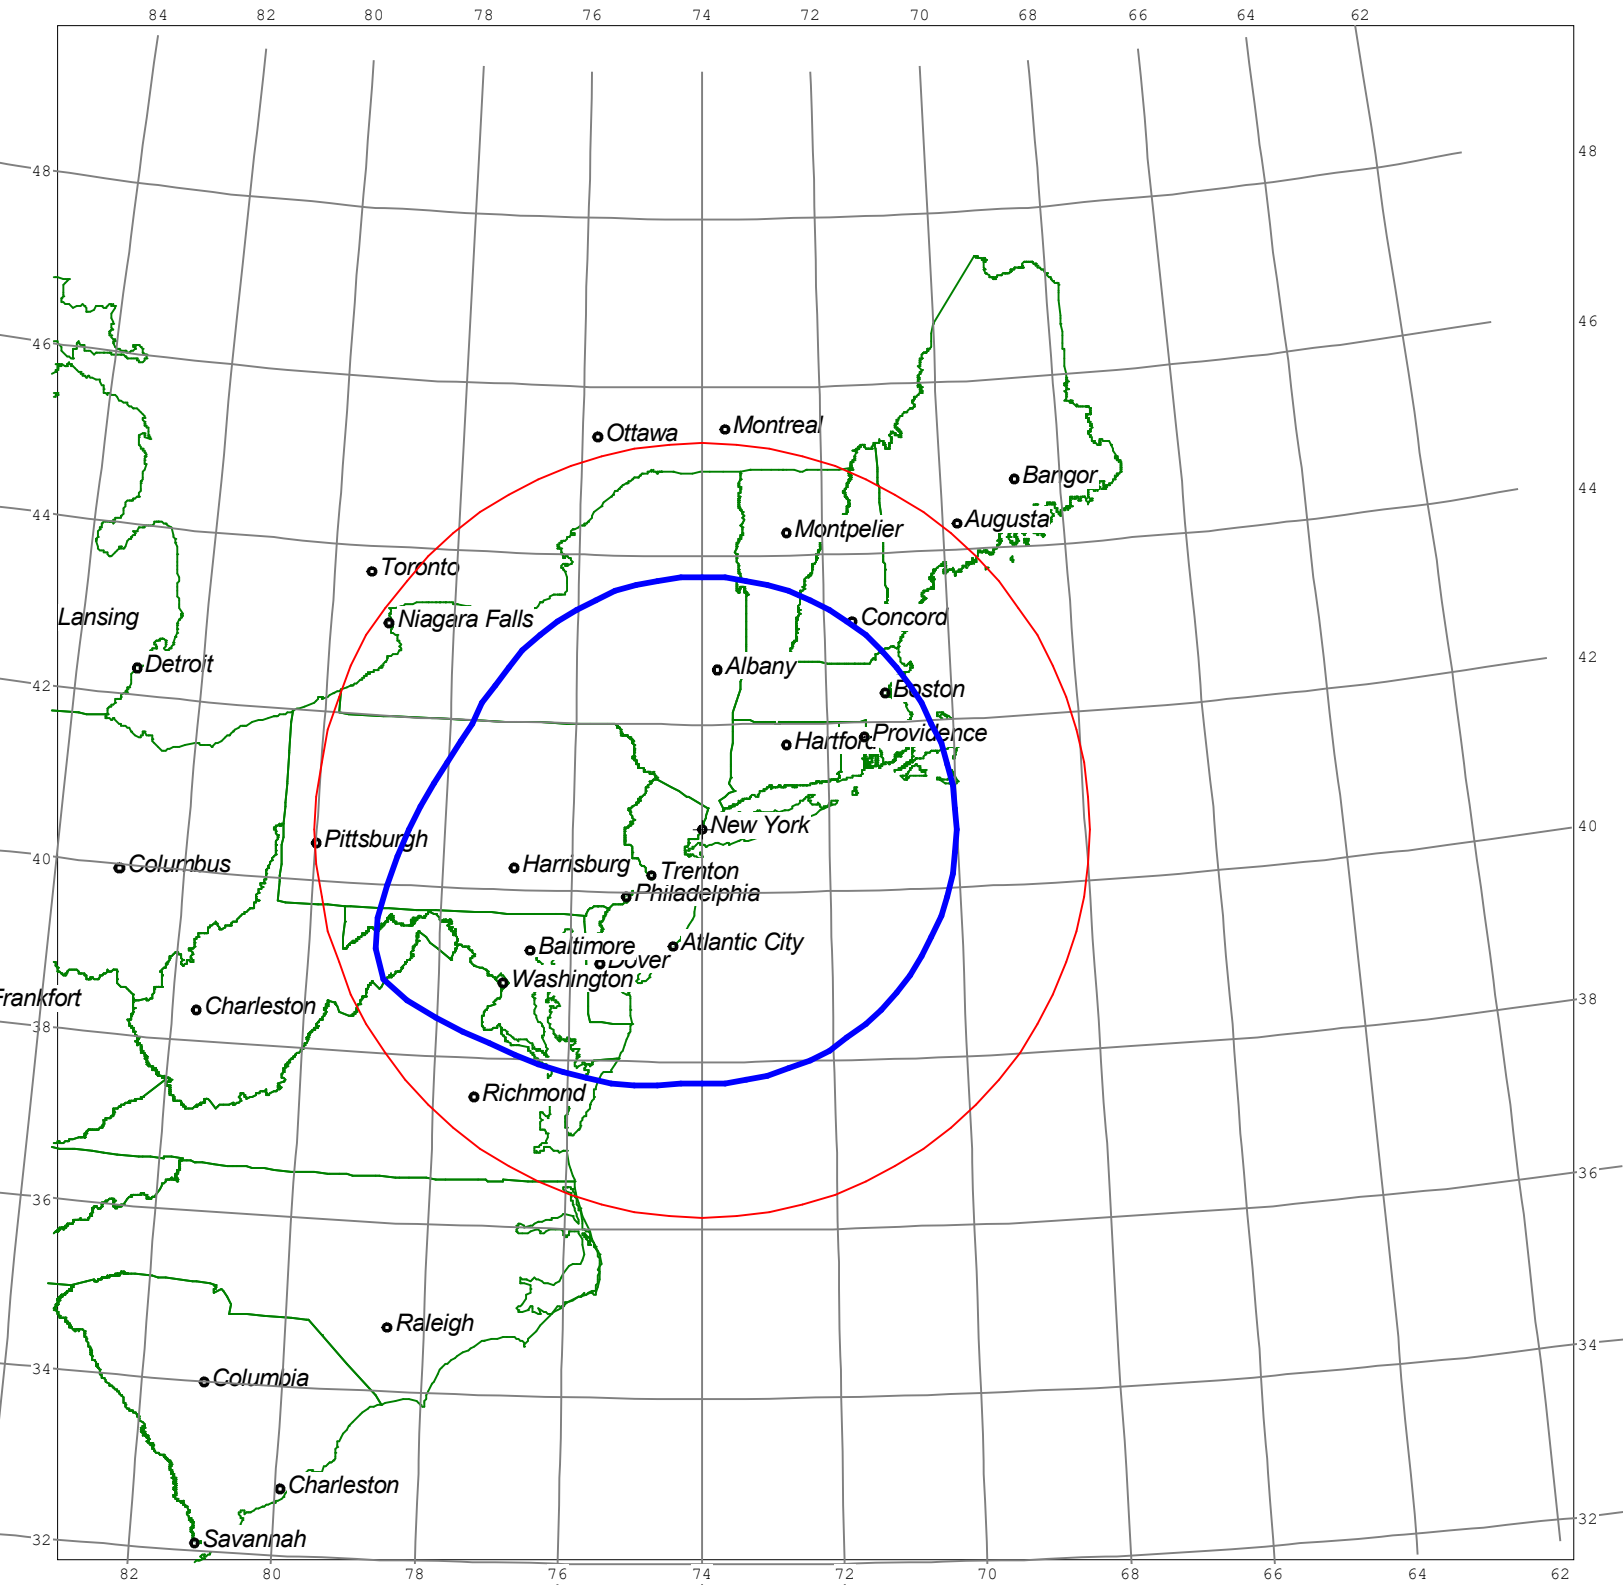 84 82 80 78 76 74 72 70 68 66 64 62
48 48
46 46
Ottawa Montreal
Bangor
44 44
Augusta
Montpelier
Toronto
Lansing Niagara Falls Concord
Detroit Albany 42
42 Boston
Hartford Providence
New York 40
Pittsburgh
40 Columbus Harrisburg Trenton
Philadelphia
Baltimore Atlantic City
Dover
Washington
Frankfort Charleston 38
38
Richmond
36
36
Raleigh
34
34 Columbia
Charleston
32
32 Savannah
82 80 78 76 74 72 70 68 66 64 62